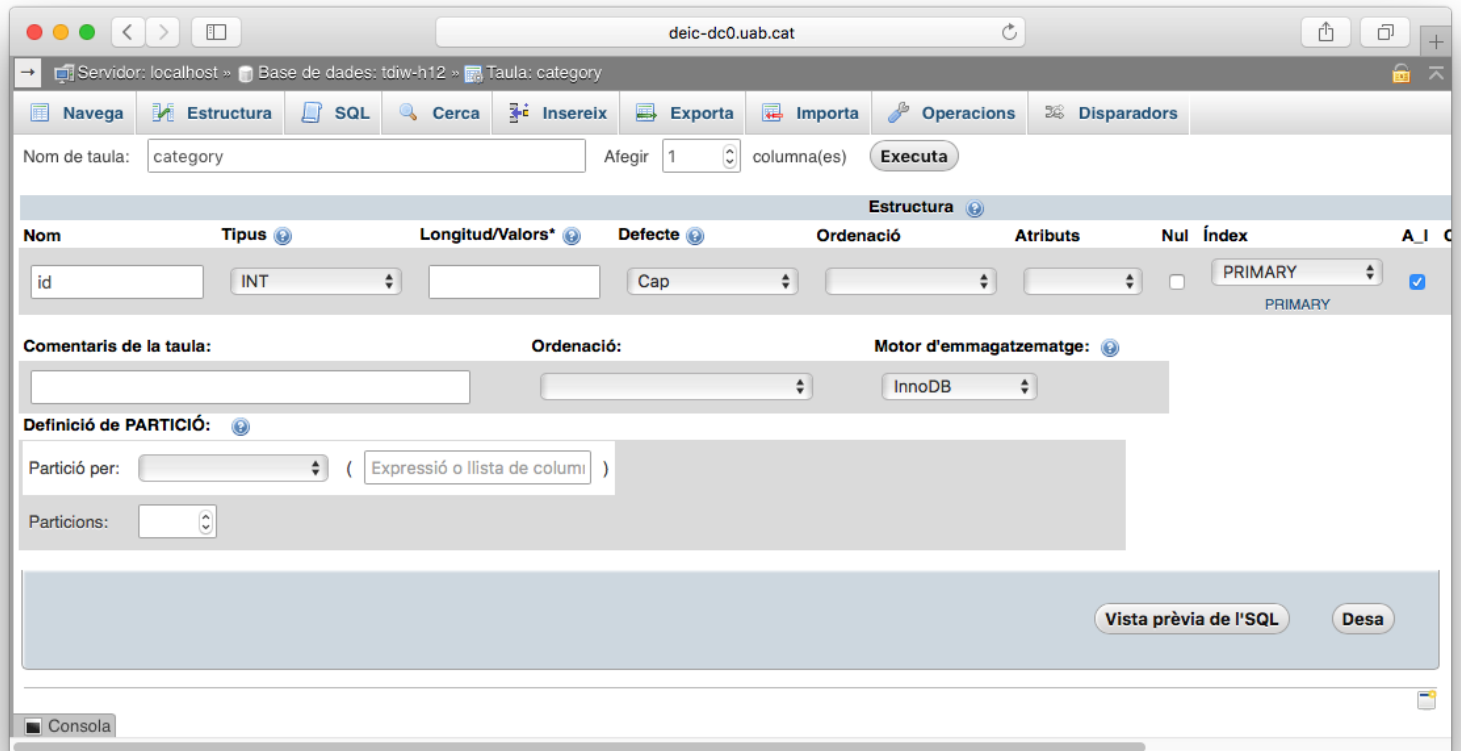 deic-dc0.uab.cat
Servidor: localhost » Base de dades: tdiw-h12 » Taula: category
Navega Estructura SQL Cerca Insereix Exporta Importa Operacions Disparadors
Nom de taula: category Afegir 1 columna(es) Executa
Estructura
Nom Tipus Longitud/Valors* Defecte Ordenació Atributs Nul Índex A_I
id INT Cap PRIMARY
PRIMARY
Comentaris de la taula: Ordenació: Motor d'emmagatzematge:
InnoDB
Definició de PARTICIÓ:
Partició per: ( Expressió o llista de colum )
Particions:
Vista prèvia de l'SQL Desa
Consola